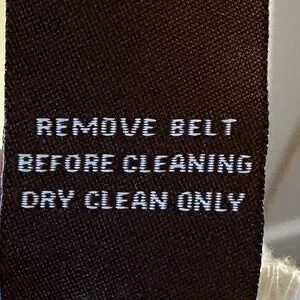 REMOVE BELT
BEFORE CLEANING
DRY CLEAN ONLY